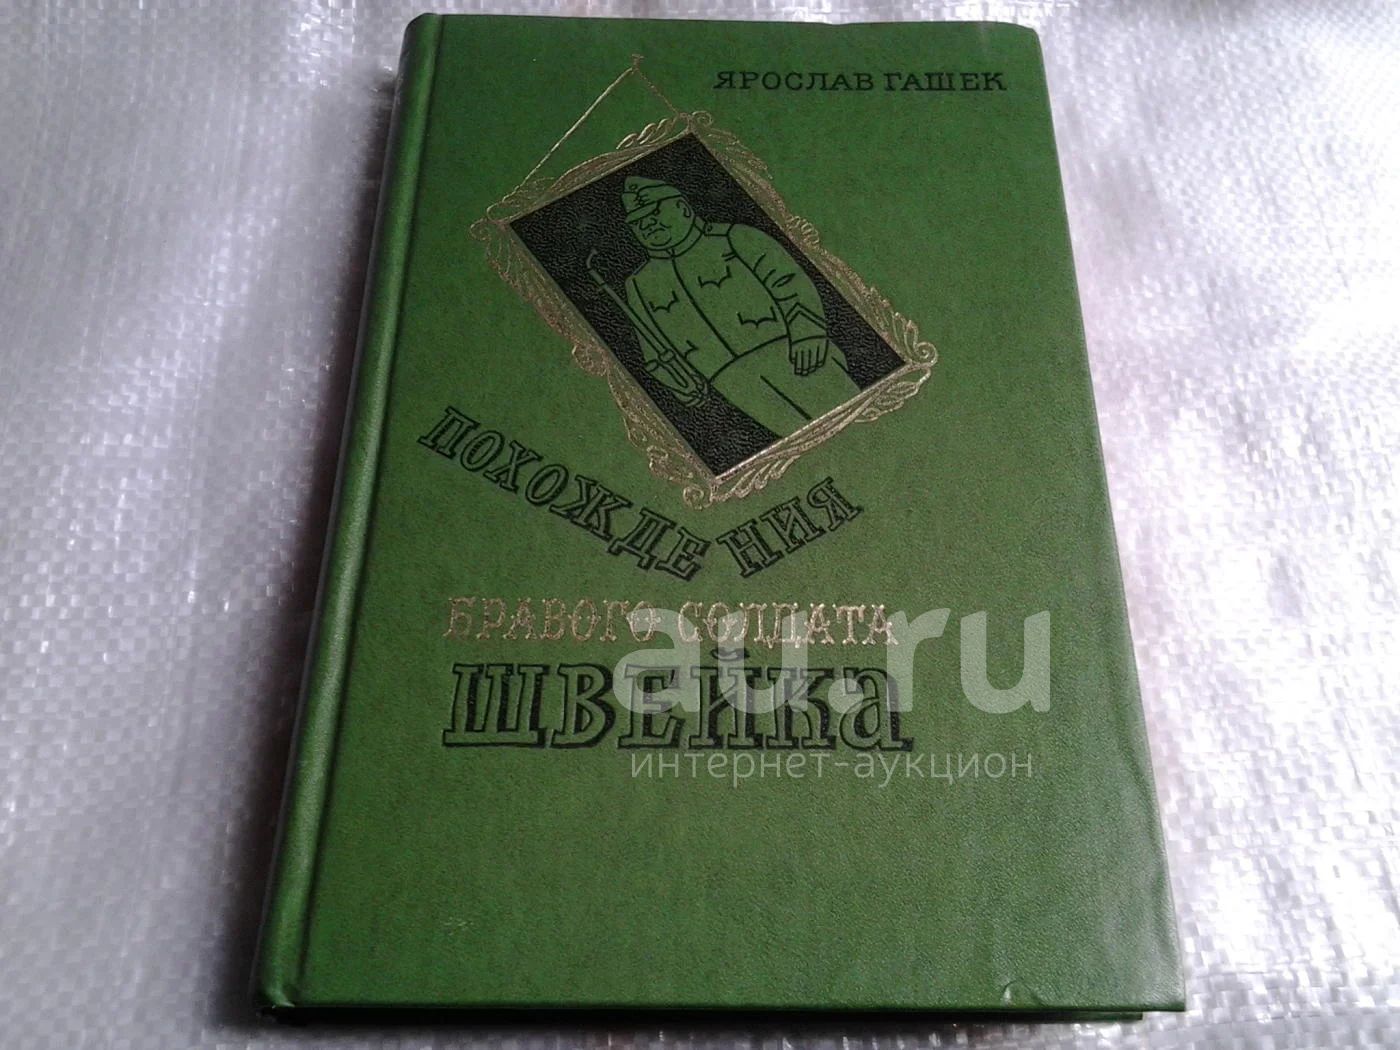 ЯРОСЛАВ ГАШЕК
ПОХОЖДЕНИЯ
БРАВОГО СОЛДАТА
ШВЕЙКА
au.ru
интернет-аукцион